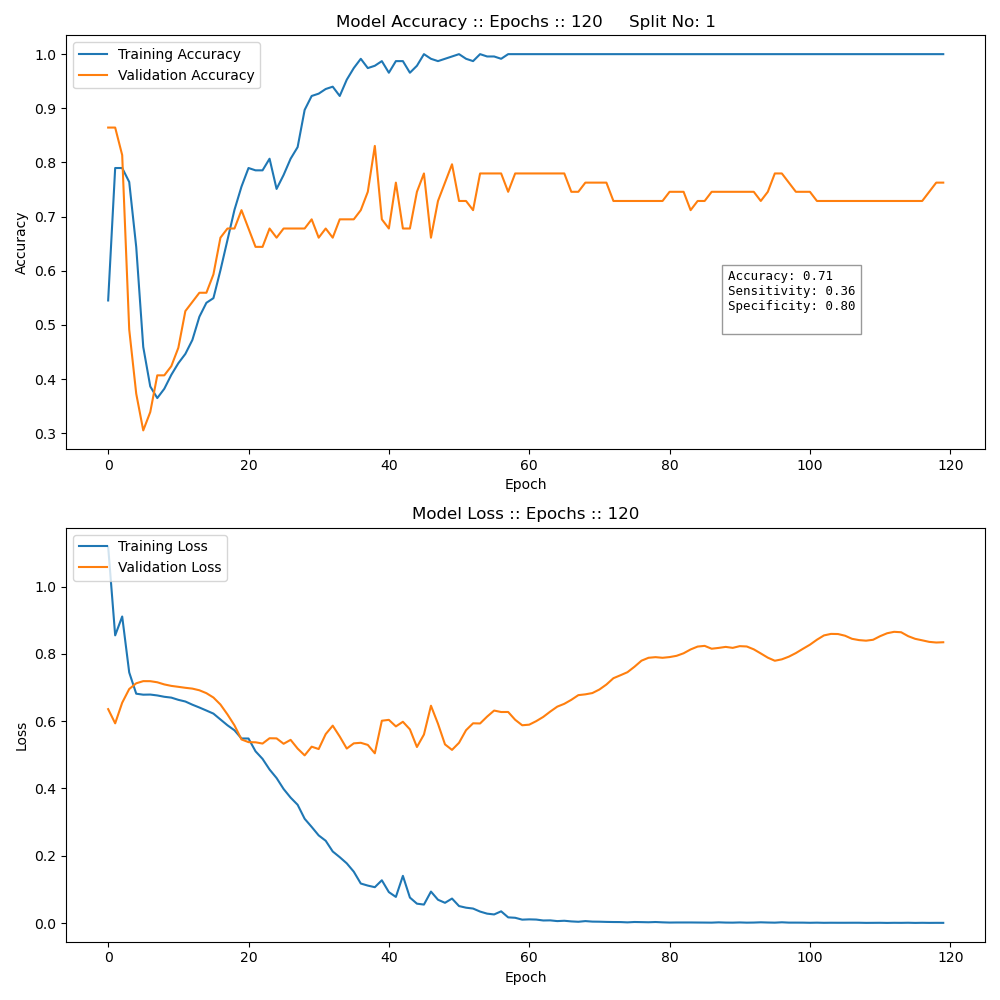 Model Accuracy :: Epochs :: 120     Split No: 1
Training Accuracy
Validation Accuracy
Accuracy
1.0
0.9
0.8
0.7
0.6
0.5
0.4
0.3
Accuracy: 0.71
Sensitivity: 0.36
Specificity: 0.80
0 20 40 60 80 100 120
Epoch
Model Loss :: Epochs :: 120
Training Loss
Validation Loss
Loss
1.0
0.8
0.6
0.4
0.2
0.0
0 20 40 60 80 100 120
Epoch